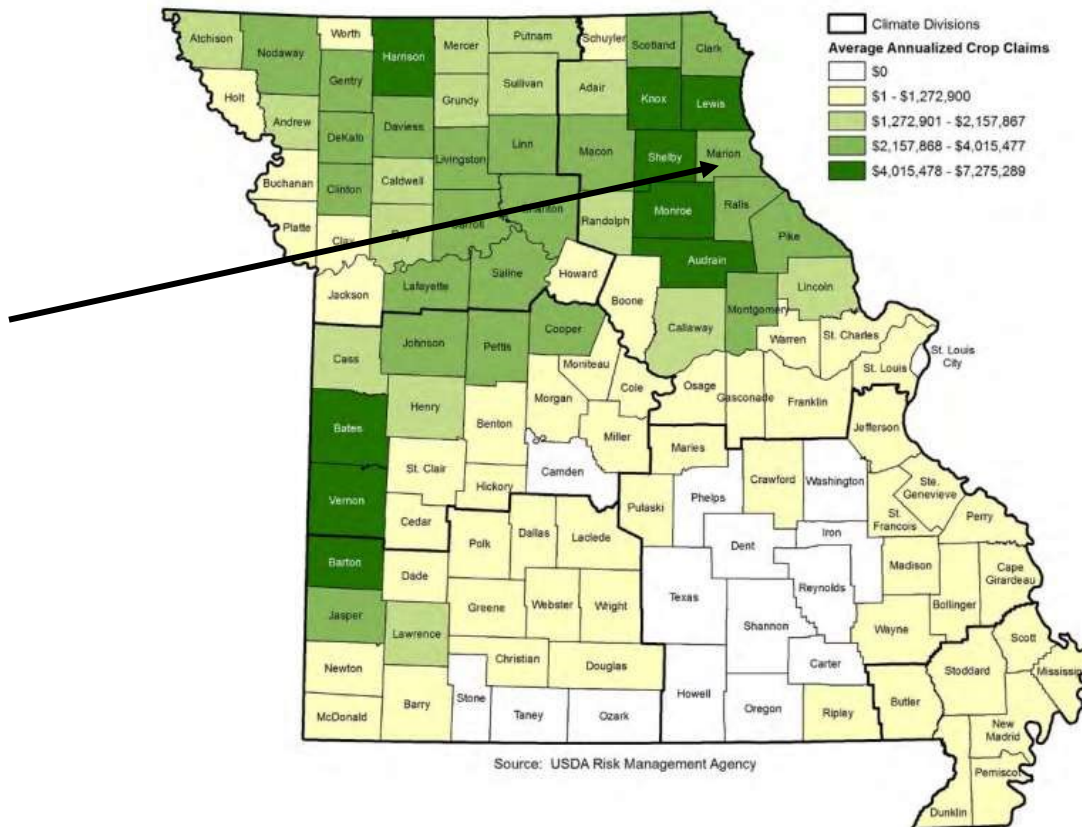 Climate Divisions
Average Annualized Crop Claims
$0
$1 - $1,272,900
$1,272,901 - $2,157,867
$2,157,868 - $4,015,477
$4,015,478 - $7,275,289
Atchison
Nodaway
Worth
Harrison
Mercer
Putnam
Schuyler
Scotland
Clark
Holt
Gentry
Sullivan
Adair
Knox
Lewis
Andrew
Grundy
DeKalb
Daviess
Livingston
Linn
Macon
Shelby
Marion
Buchanan
Clinton
Caldwell
Platte
Clay
Randolph
Monroe
Ralls
Pike
Audrain
Jackson
Lafayette
Saline
Howard
Boone
Callaway
Montgomery
Lincoln
Cass
Johnson
Pettis
Cooper
Moniteau
Warren
St. Charles
St. Louis
St. Louis
City
Henry
Benton
Morgan
Cole
Osage
Gasconade
Franklin
Jefferson
Bates
Miller
Maries
St. Clair
Camden
Hickory
Crawford
Washington
Ste.
Genevieve
Vernon
Cedar
Pulaski
Phelps
St.
Francois
Perry
Polk
Dallas
Laclede
Dent
Iron
Barton
Dade
Madison
Cape
Girardeau
Greene
Webster
Wright
Texas
Reynolds
Bollinger
Jasper
Lawrence
Shannon
Wayne
Scott
Newton
Christian
Douglas
Carter
Stoddard
Mississip
McDonald
Barry
Stone
Taney
Ozark
Howell
Oregon
Ripley
Butler
New
Madrid
Pemiscot
Dunklin
Source: USDA Risk Management Agency